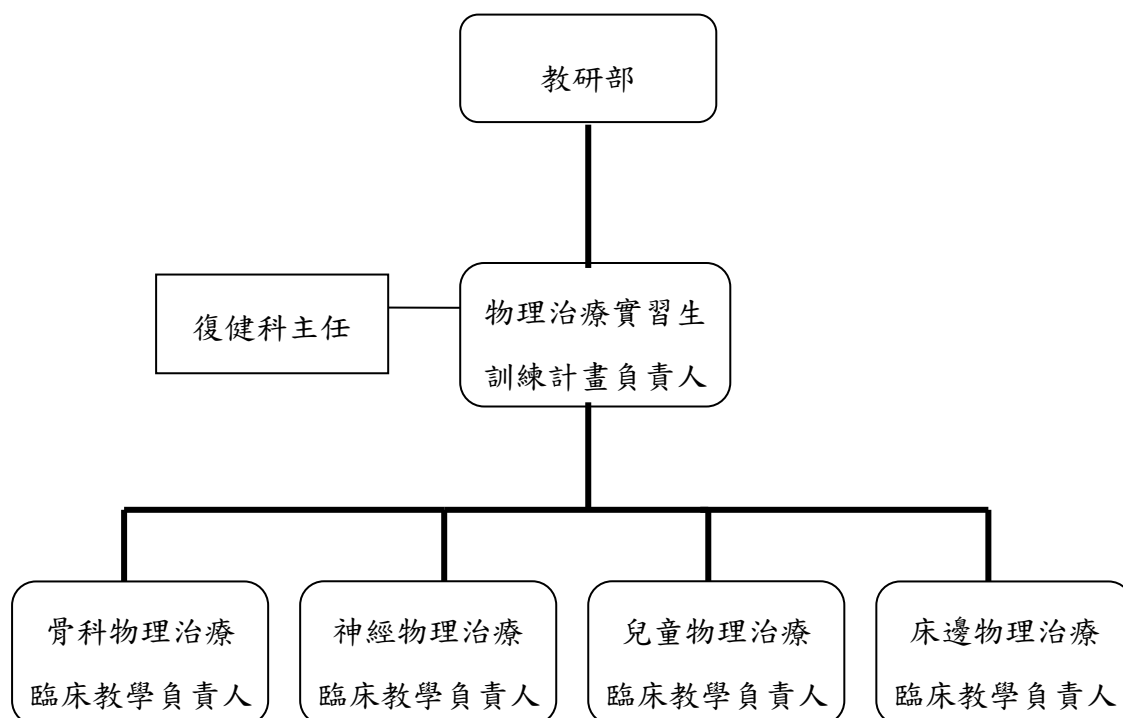 教研部
復健科主任
物理治療實習生
訓練計畫負責人
骨科物理治療
臨床教學負責人
神經物理治療
臨床教學負責人
兒童物理治療
臨床教學負責人
床邊物理治療
臨床教學負責人